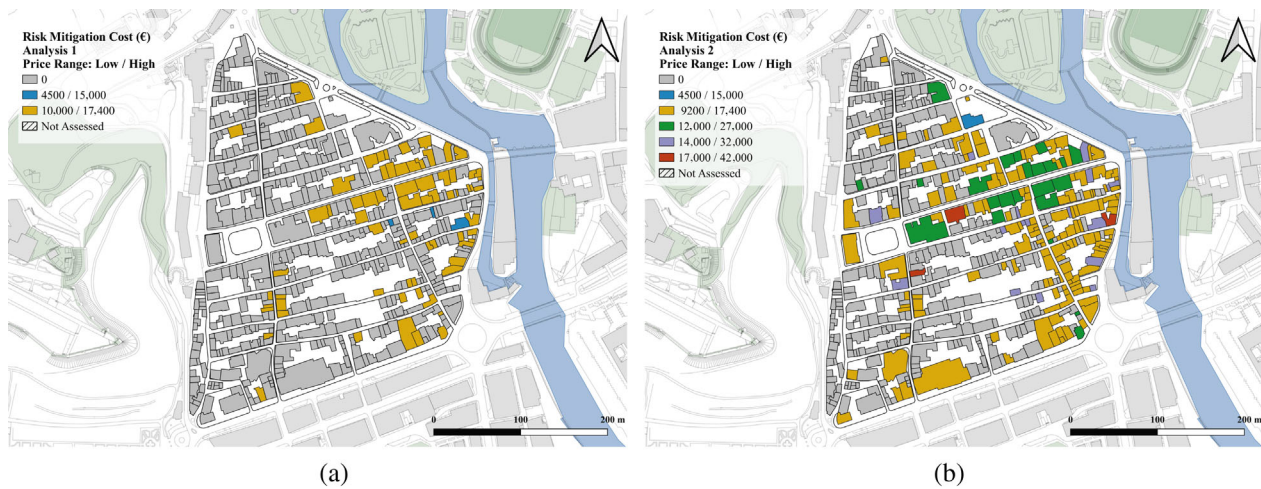 Risk Mitigation Cost (€)
Analysis 1
Price Range: Low / High
0
4500 / 15,000
10.000 / 17.400
Not Assessed
0 100 200 m
(a)
Risk Mitigation Cost (€)
Analysis 2
Price Range: Low / High
0
4500 / 15,000
9200 / 17,400
12.000 / 27.000
14.000 / 32.000
17.000 / 42.000
Not Assessed
0 100 200 m
(b)